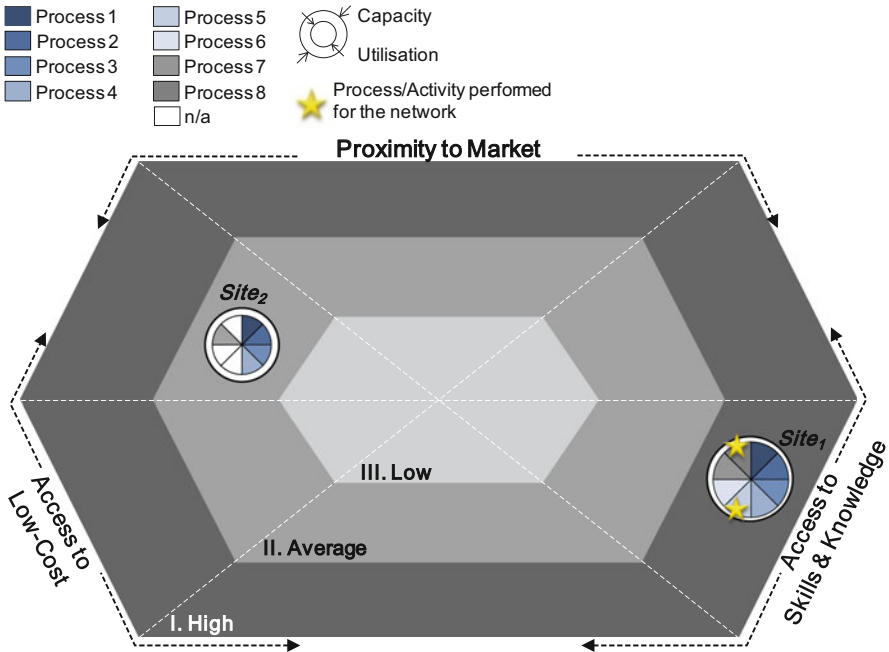 Process 1
Process 2
Process 3
Process 4
Process 5
Process 6
Process 7
Process 8
n/a
Capacity
Utilisation
Process/Activity performed
for the network
Proximity to Market
Site2
Site1
III. Low
II. Average
I. High
Access to
Low-Cost
Access to
Skills & Knowledge